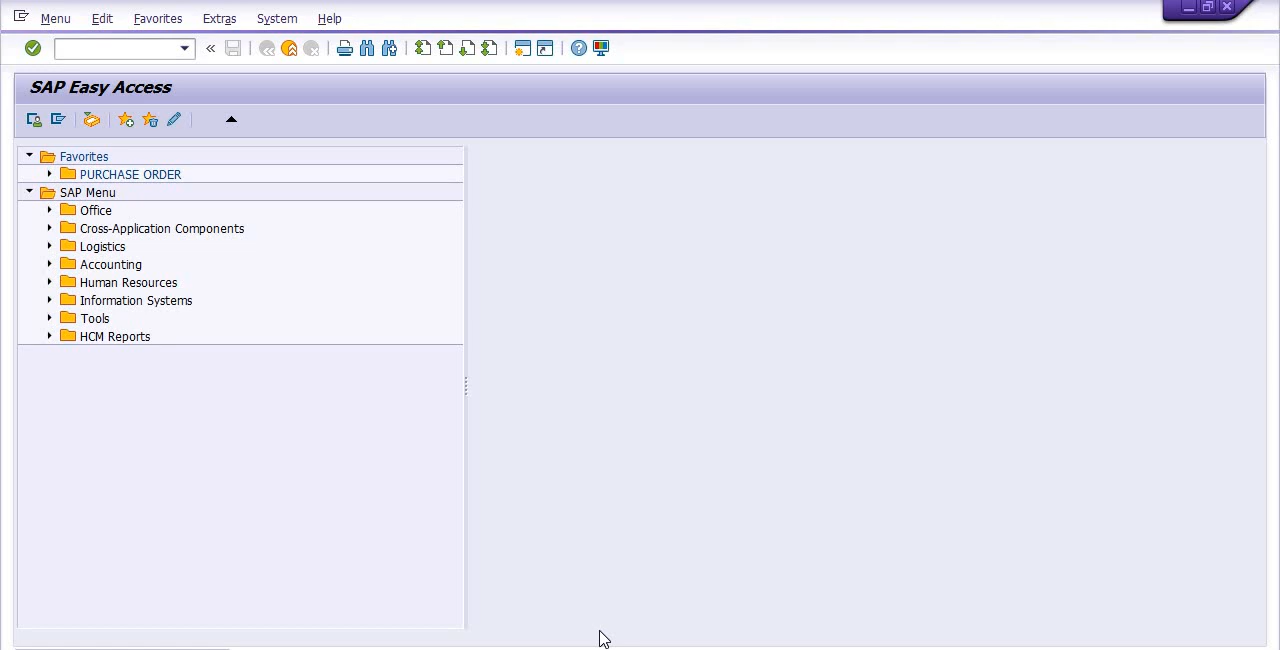 Menu Edit Favorites Extras System Help
SAP Easy Access
Favorites
PURCHASE ORDER
SAP Menu
Office
Cross-Application Components
Logistics
Accounting
Human Resources
Information Systems
Tools
HCM Reports